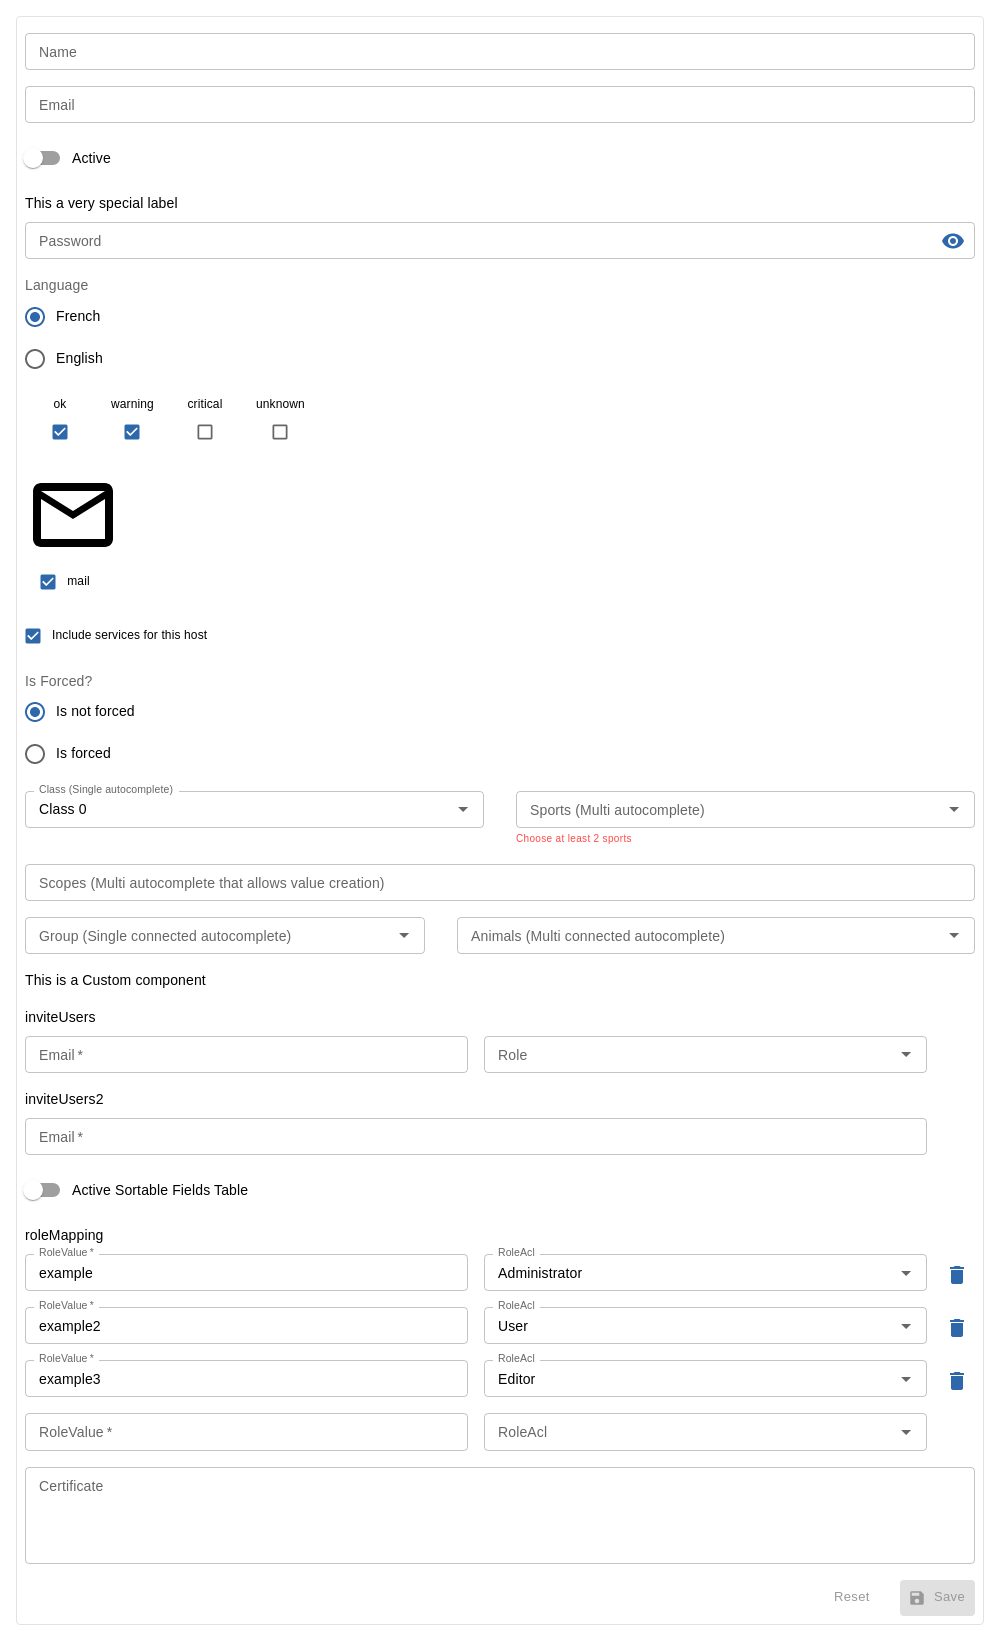 Name
Email
Active
This a very special label
Password
Language
French
English
ok warning critical unknown
mail
Include services for this host
Is Forced?
Is not forced
Is forced
Class (Single autocomplete)
Class 0
Sports (Multi autocomplete)
Choose at least 2 sports
Scopes (Multi autocomplete that allows value creation)
Group (Single connected autocomplete) Animals (Multi connected autocomplete)
This is a Custom component
inviteUsers
Email * Role
inviteUsers2
Email *
Active Sortable Fields Table
roleMapping
RoleValue * RoleAcl
example Administrator
RoleValue * RoleAcl
example2 User
RoleValue * RoleAcl
example3 Editor
RoleValue * RoleAcl
Certificate
Reset Save